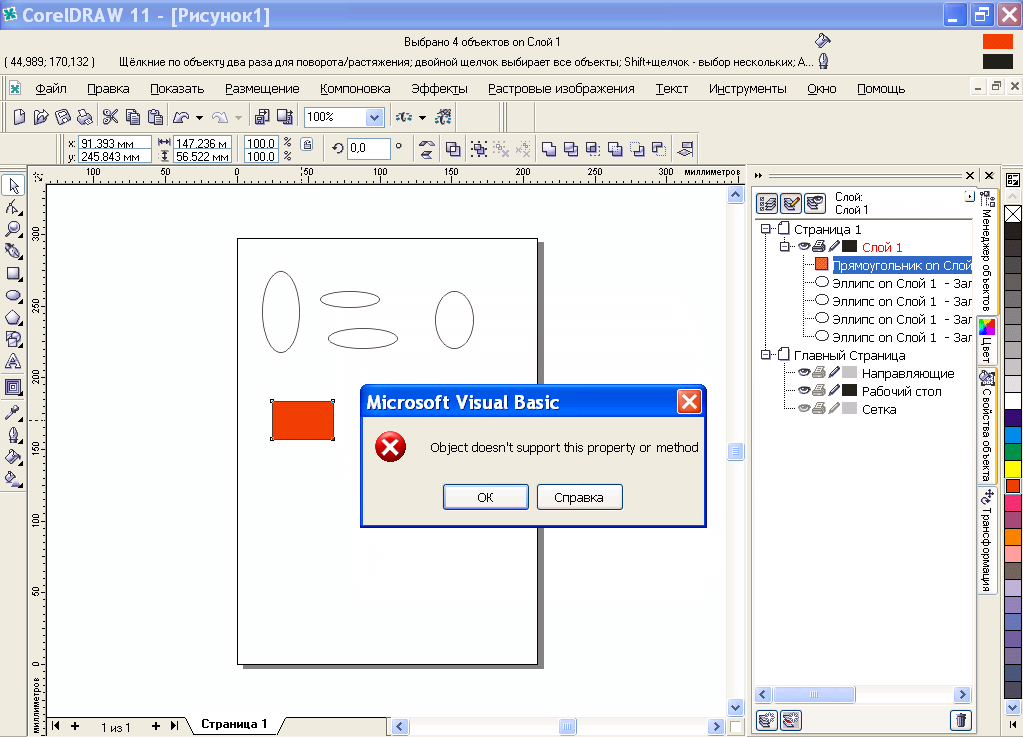 CorelDRAW 11 - [Рисунок1]
Выбрано 4 объектов on Слой 1
( 44,989; 170,132 ) Щёлкние по объекту два раза для поворота/растяжения; двойной щелчок выбирает все объекты; Shift+щелчок - выбор нескольких; A...
Файл Правка Показать Размещение Компоновка Эффекты Растровые изображения Текст Инструменты Окно Помощь
100%
x: 91.393 мм 147.236 м 100.0 % 0,0 °
y: 245.843 мм 56.522 мм 100.0 %
100 50 0 50 100 150 200 250 300 миллиметров
300
250
200
150
100
50
0
миллиметров
Слой:
Слой 1
Страница 1
Слой 1
Прямоугольник on Слой
Эллипс on Слой 1 - Зал
Эллипс on Слой 1 - Зал
Эллипс on Слой 1 - Зал
Эллипс on Слой 1 - Зал
Главный Страница
Направляющие
Рабочий стол
Сетка
Менеджер объектов
Цвет
Свойства объекта
Трансформация
Microsoft Visual Basic
Object doesn't support this property or method
ОК Справка
1 из 1 Страница 1